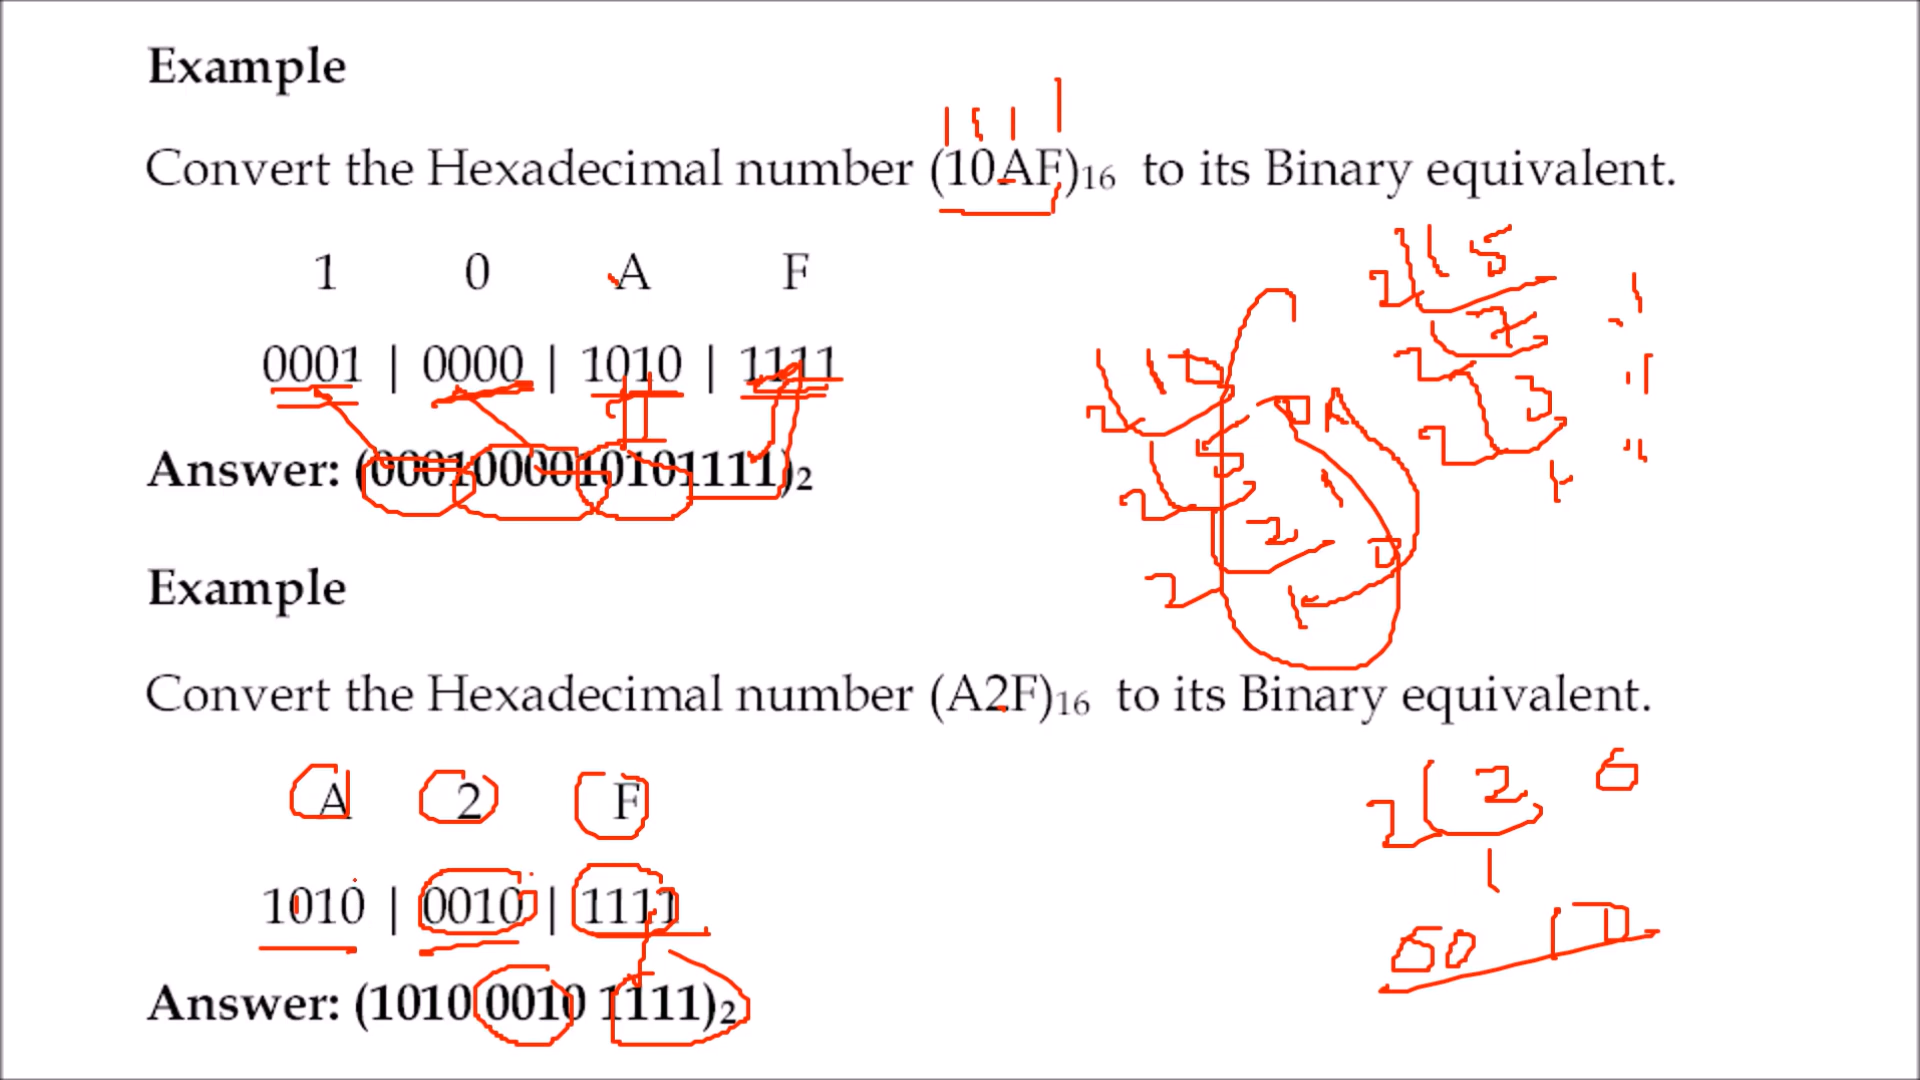 Example
Convert the Hexadecimal number (10AF)₁₆ to its Binary equivalent.
1 0 A F
0001 | 0000 | 1010 | 1111
Answer: (0001000010101111)₂
Example
Convert the Hexadecimal number (A2F)₁₆ to its Binary equivalent.
A 2 F
1010 | 0010 | 1111
Answer: (1010 0010 1111)₂